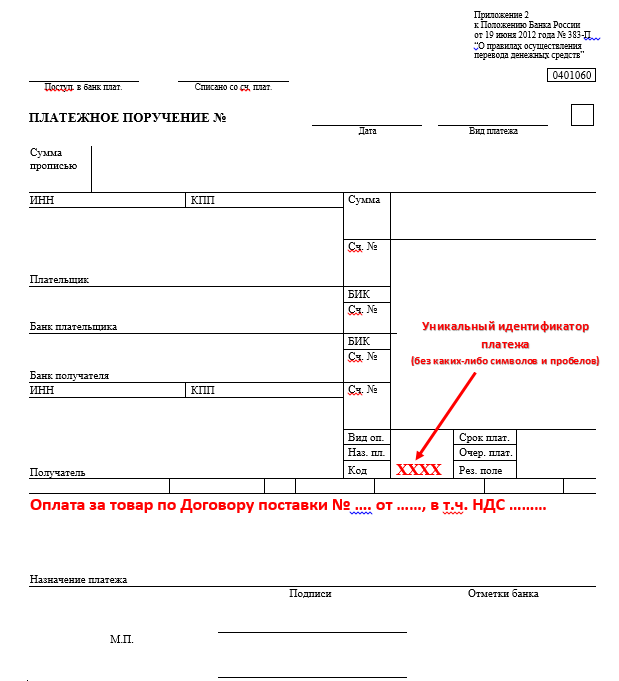 Приложение 2
к Положению Банка России
от 19 июня 2012 года № 383-П
"О правилах осуществления
перевода денежных средств"
0401060
Поступ. в банк плат.
Списано со сч. плат.
ПЛАТЕЖНОЕ ПОРУЧЕНИЕ №
Дата
Вид платежа
Сумма
прописью
ИНН
КПП
Сумма
Сч. №
Плательщик
БИК
Сч. №
Банк плательщика
БИК
Сч. №
Банк получателя
Уникальный идентификатор
платежа
(без каких-либо символов и пробелов)
ИНН
КПП
Сч. №
Вид оп.
Срок плат.
Наз. пл.
Очер. плат.
Получатель
Код
XXXX
Рез. поле
Оплата за товар по Договору поставки № .... от ......, в т.ч. НДС .........
Назначение платежа
Подписи
Отметки банка
М.П.